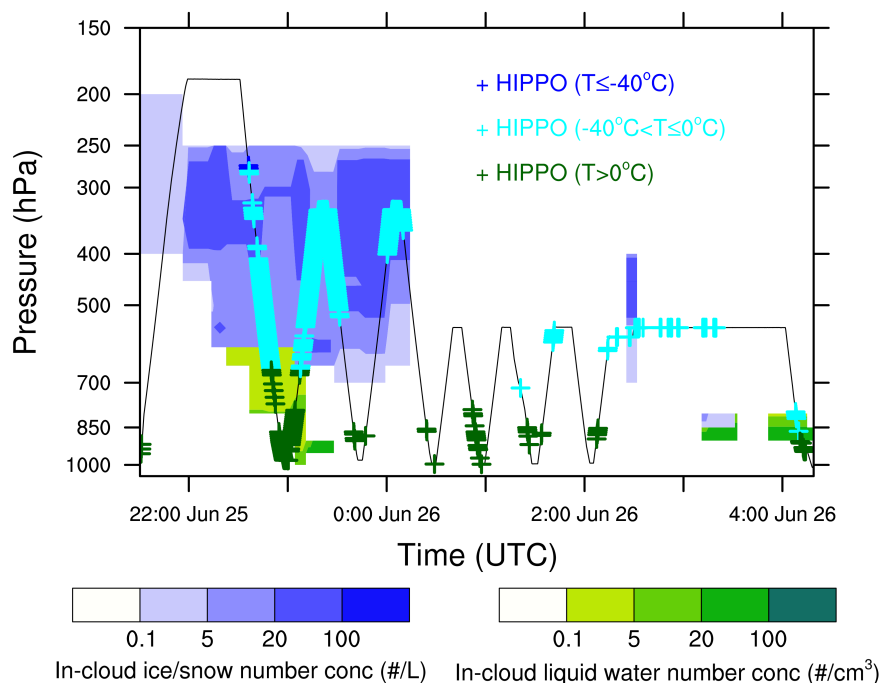 150
200
250
300
400
500
700
850
1000
Pressure (hPa)
+ HIPPO (T≤-40°C)
+ HIPPO (-40°C<T≤0°C)
+ HIPPO (T>0°C)
22:00 Jun 25
0:00 Jun 26
2:00 Jun 26
4:00 Jun 26
Time (UTC)
0.1 5 20 100
In-cloud ice/snow number conc (#/L)
0.1 5 20 100
In-cloud liquid water number conc (#/cm³)